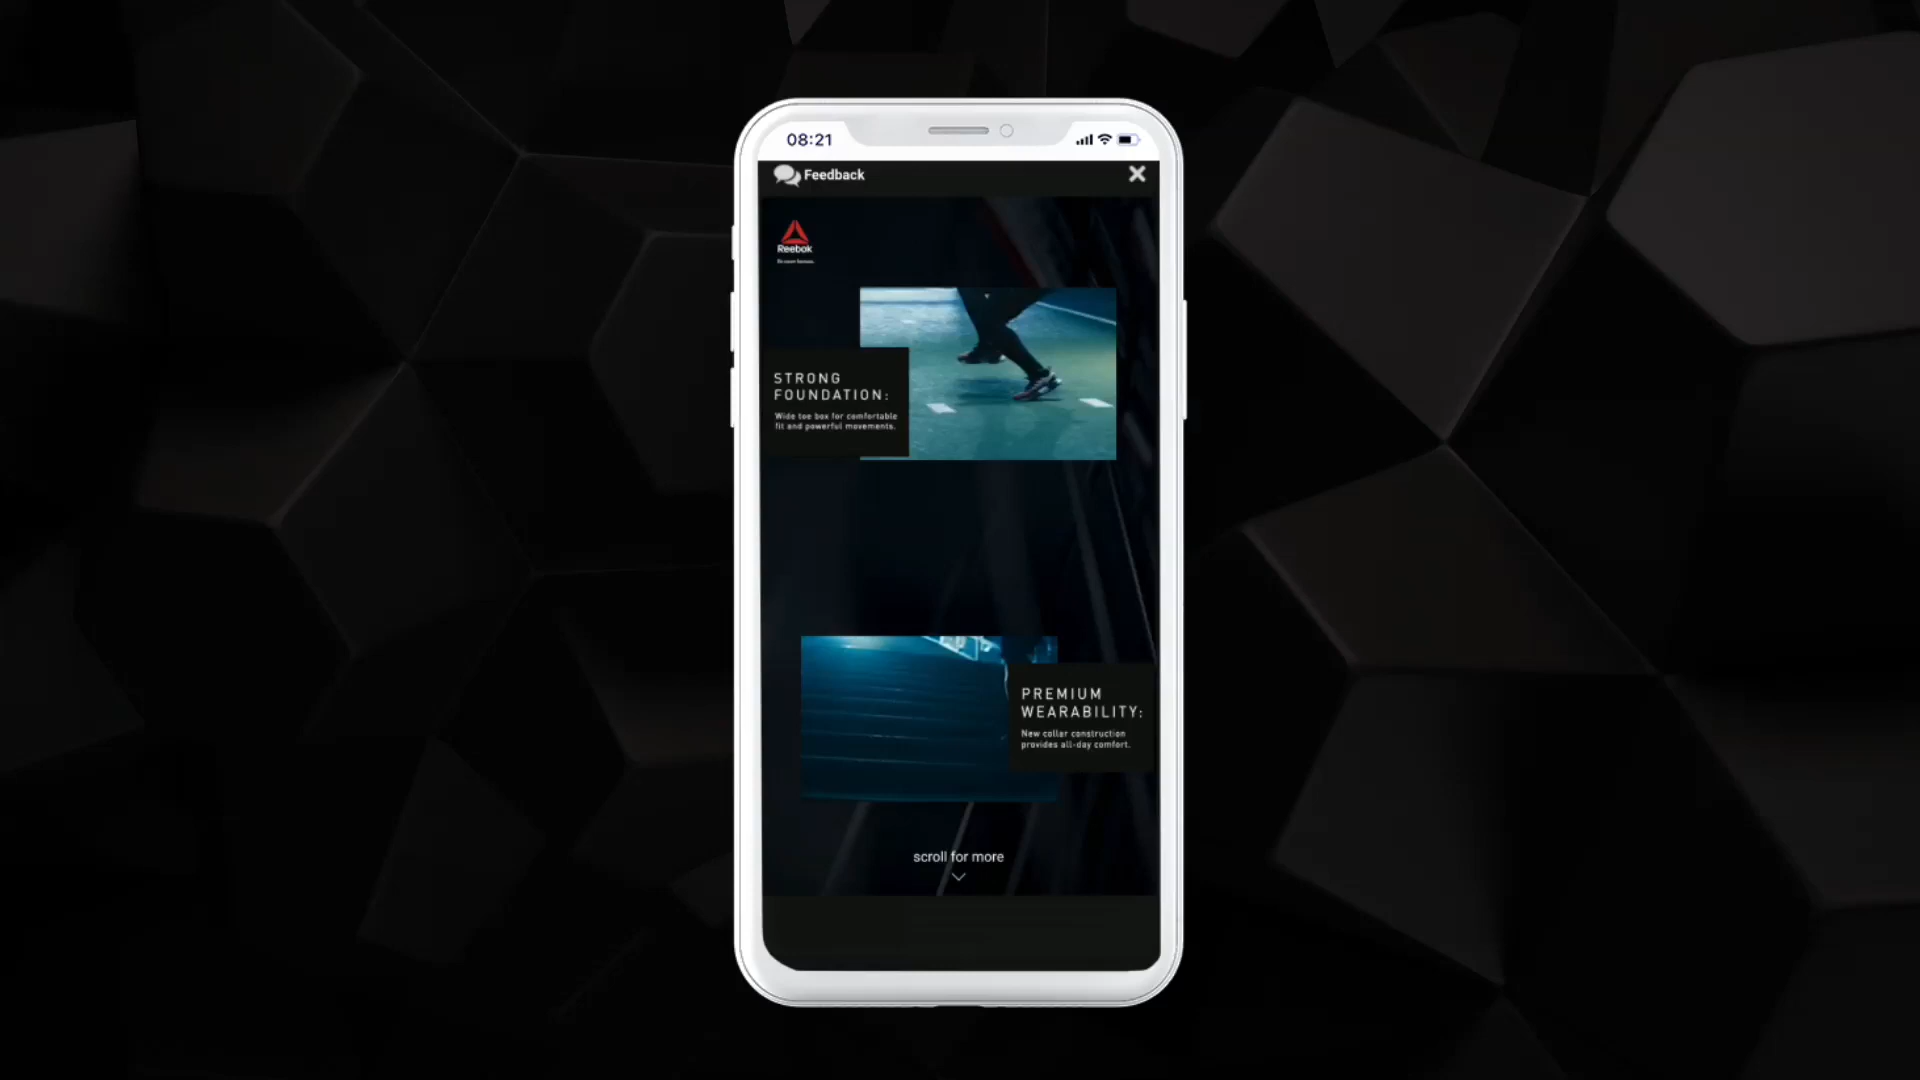 08:21
Feedback
Reebok
STRONG
FOUNDATION:
Wide toe box for comfortable
fit and powerful movements.
PREMIUM
WEARABILITY:
New collar construction
provides all-day comfort.
scroll for more